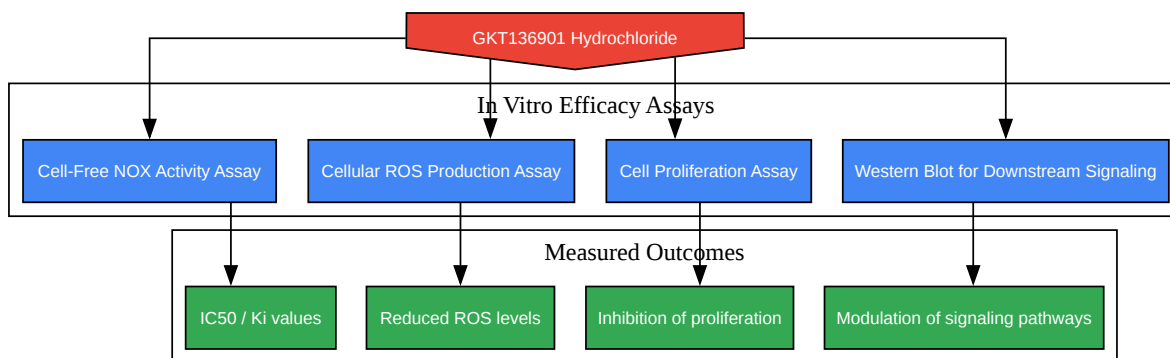 GKT136901 Hydrochloride
In Vitro Efficacy Assays
Cell-Free NOX Activity Assay
Cellular ROS Production Assay
Cell Proliferation Assay
Western Blot for Downstream Signaling
Measured Outcomes
IC50 / Ki values
Reduced ROS levels
Inhibition of proliferation
Modulation of signaling pathways